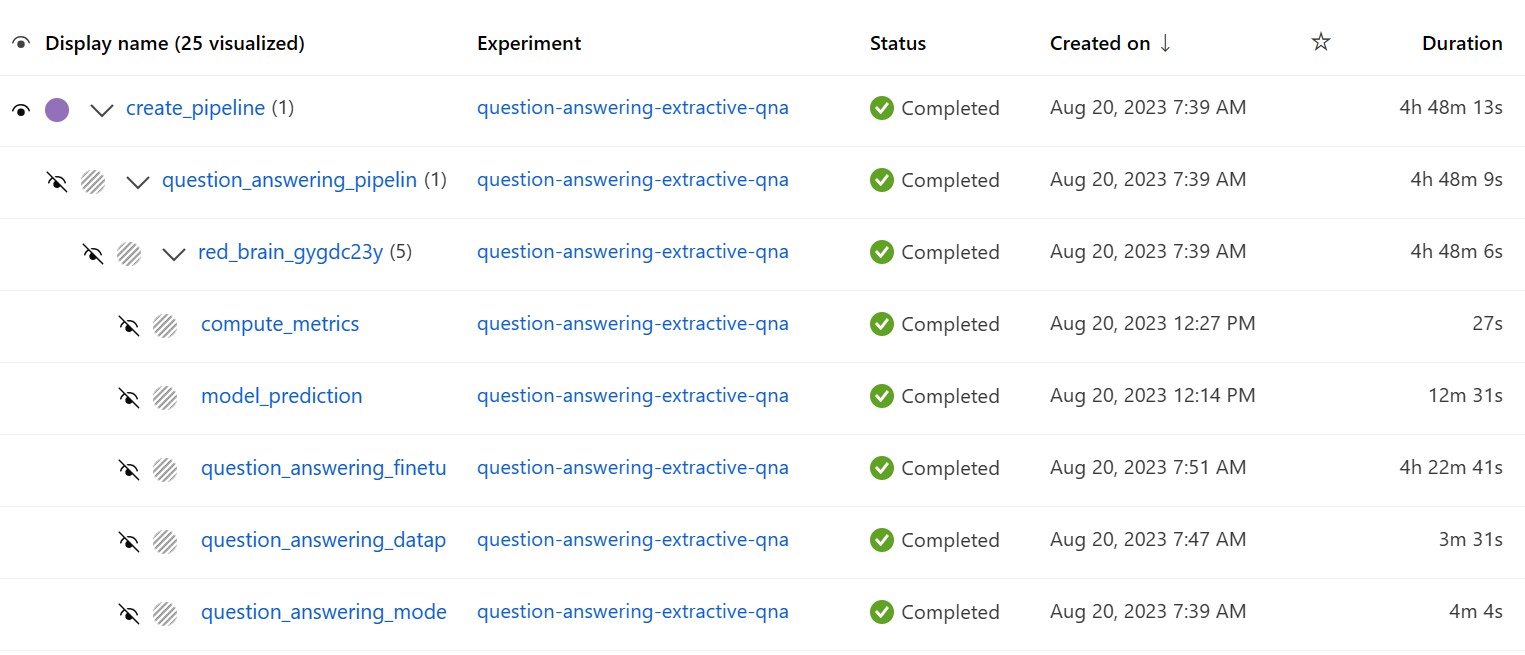 Display name (25 visualized) Experiment Status Created on ↓ Duration
create_pipeline (1) question-answering-extractive-qna Completed Aug 20, 2023 7:39 AM 4h 48m 13s
question_answering_pipelin (1) question-answering-extractive-qna Completed Aug 20, 2023 7:39 AM 4h 48m 9s
red_brain_gygdc23y (5) question-answering-extractive-qna Completed Aug 20, 2023 7:39 AM 4h 48m 6s
compute_metrics question-answering-extractive-qna Completed Aug 20, 2023 12:27 PM 27s
model_prediction question-answering-extractive-qna Completed Aug 20, 2023 12:14 PM 12m 31s
question_answering_finetu question-answering-extractive-qna Completed Aug 20, 2023 7:51 AM 4h 22m 41s
question_answering_datap question-answering-extractive-qna Completed Aug 20, 2023 7:47 AM 3m 31s
question_answering_mode question-answering-extractive-qna Completed Aug 20, 2023 7:39 AM 4m 4s